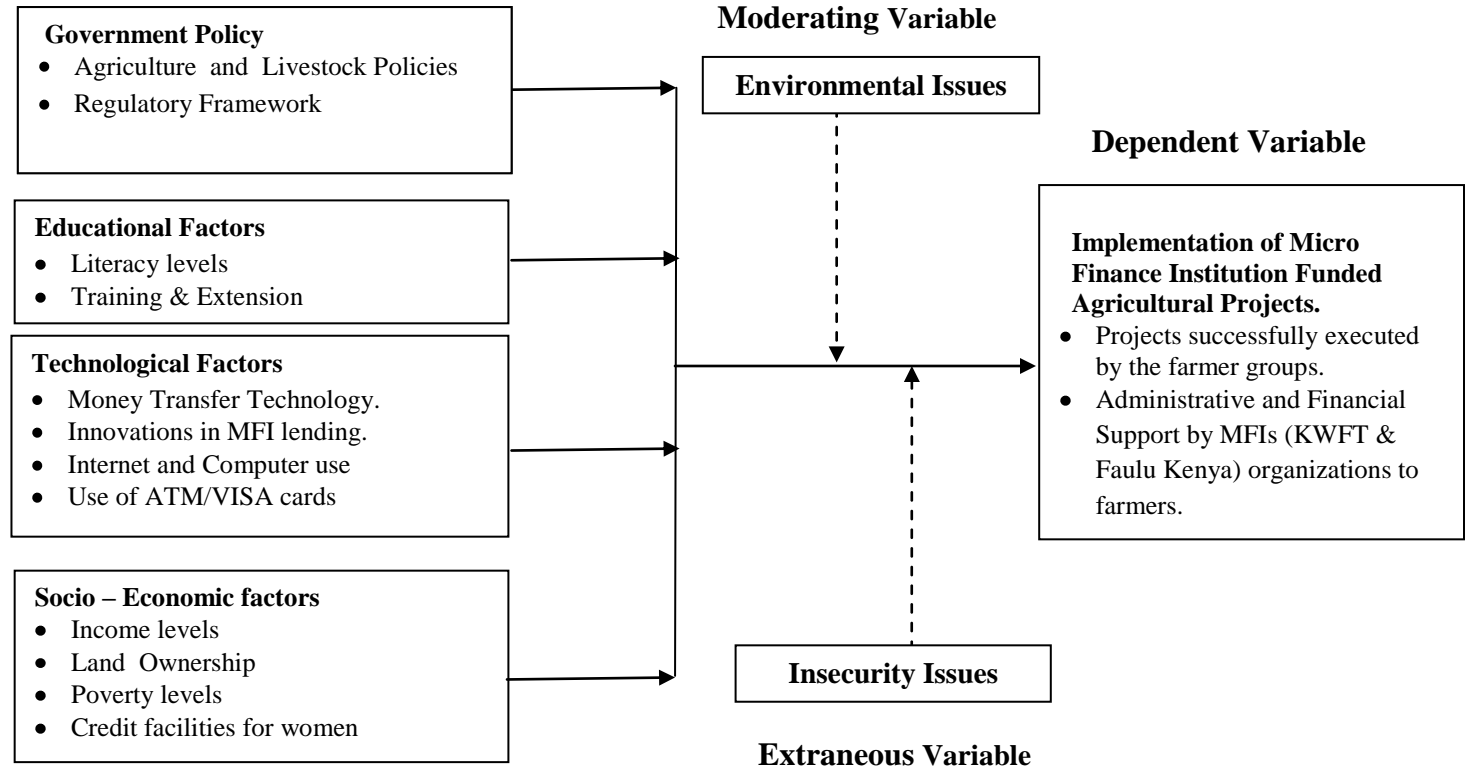 Government Policy
• Agriculture and Livestock Policies
• Regulatory Framework
Educational Factors
• Literacy levels
• Training & Extension
Technological Factors
• Money Transfer Technology.
• Innovations in MFI lending.
• Internet and Computer use
• Use of ATM/VISA cards
Socio – Economic factors
• Income levels
• Land Ownership
• Poverty levels
• Credit facilities for women
Moderating Variable
Environmental Issues
Insecurity Issues
Extraneous Variable
Dependent Variable
Implementation of Micro
Finance Institution Funded
Agricultural Projects.
• Projects successfully executed
by the farmer groups.
• Administrative and Financial
Support by MFIs (KWFT &
Faulu Kenya) organizations to
farmers.